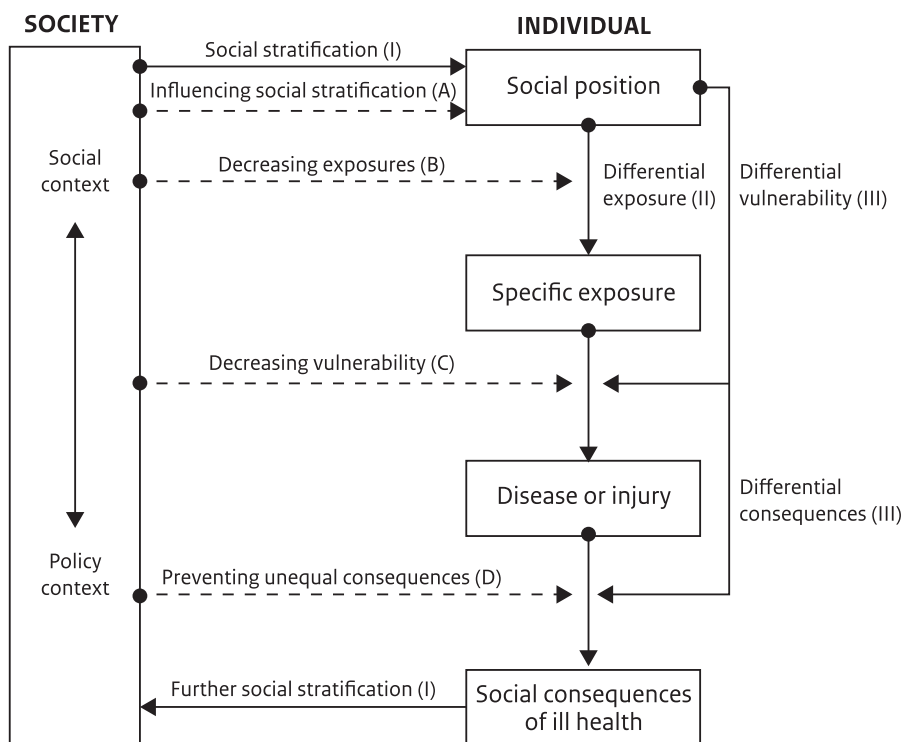 SOCIETY
INDIVIDUAL
Social stratification (I)
Influencing social stratification (A)
Social position
Social
context
Decreasing exposures (B)
Differential
exposure (II)
Differential
vulnerability (III)
Specific exposure
Decreasing vulnerability (C)
Disease or injury
Differential
consequences (III)
Policy
context
Preventing unequal consequences (D)
Further social stratification (I)
Social consequences
of ill health